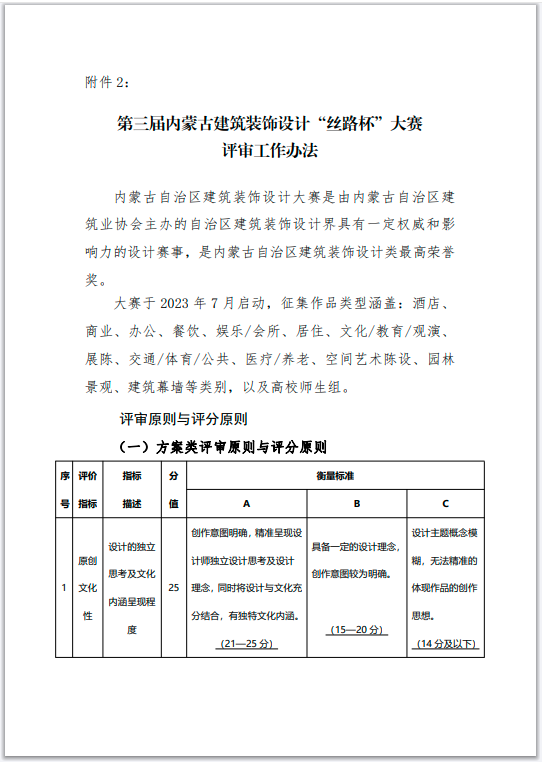 附件 2：
第三届内蒙古建筑装饰设计“丝路杯”大赛
评审工作办法
内蒙古自治区建筑装饰设计大赛是由内蒙古自治区建
筑业协会主办的自治区建筑装饰设计界具有一定权威和影
响力的设计赛事，是内蒙古自治区建筑装饰设计类最高荣誉
奖。
大赛于 2023 年 7 月启动，征集作品类型涵盖：酒店、
商业、办公、餐饮、娱乐/会所、居住、文化/教育/观演、
展陈、交通/体育/公共、医疗/养老、空间艺术陈设、园林
景观、建筑幕墙等类别，以及高校师生组。
评审原则与评分原则
（一）方案类评审原则与评分原则
序号 评价指标 指标描述 分值 衡量标准
A B C
1
原创
文化
性
设计的独立
思考及文化
内涵呈现程
度
25
创作意图明确，精准呈现设
计师独立设计思考及设计
理念，同时将设计与文化充
分结合，有独特文化内涵。
（21—25 分）
具备一定的设计理念，
创作意图较为明确。
（15—20 分）
设计主题概念模
糊，无法精准的
体现作品的创作
思想。
（14 分及以下）